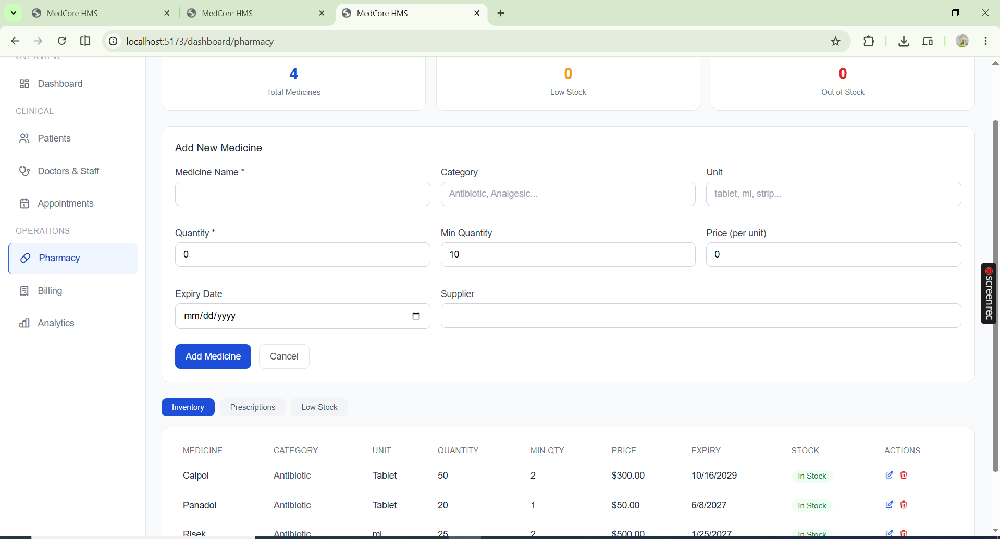 MedCore HMS
MedCore HMS
MedCore HMS
localhost:5173/dashboard/pharmacy
OVERVIEW
Dashboard
CLINICAL
Patients
Doctors & Staff
Appointments
OPERATIONS
Pharmacy
Billing
Analytics
4
Total Medicines
0
Low Stock
0
Out of Stock
Add New Medicine
Medicine Name *
Category
Antibiotic, Analgesic...
Unit
tablet, ml, strip...
Quantity *
0
Min Quantity
10
Price (per unit)
0
Expiry Date
mm/dd/yyyy
Supplier
Add Medicine Cancel
Inventory Prescriptions Low Stock
MEDICINE CATEGORY UNIT QUANTITY MIN QTY PRICE EXPIRY STOCK ACTIONS
Calpol Antibiotic Tablet 50 2 $300.00 10/16/2029 In Stock
Panadol Antibiotic Tablet 20 1 $50.00 6/8/2027 In Stock
Risek Antibiotic ml 25 2 $500.00 1/25/2027 In Stock
screenrec